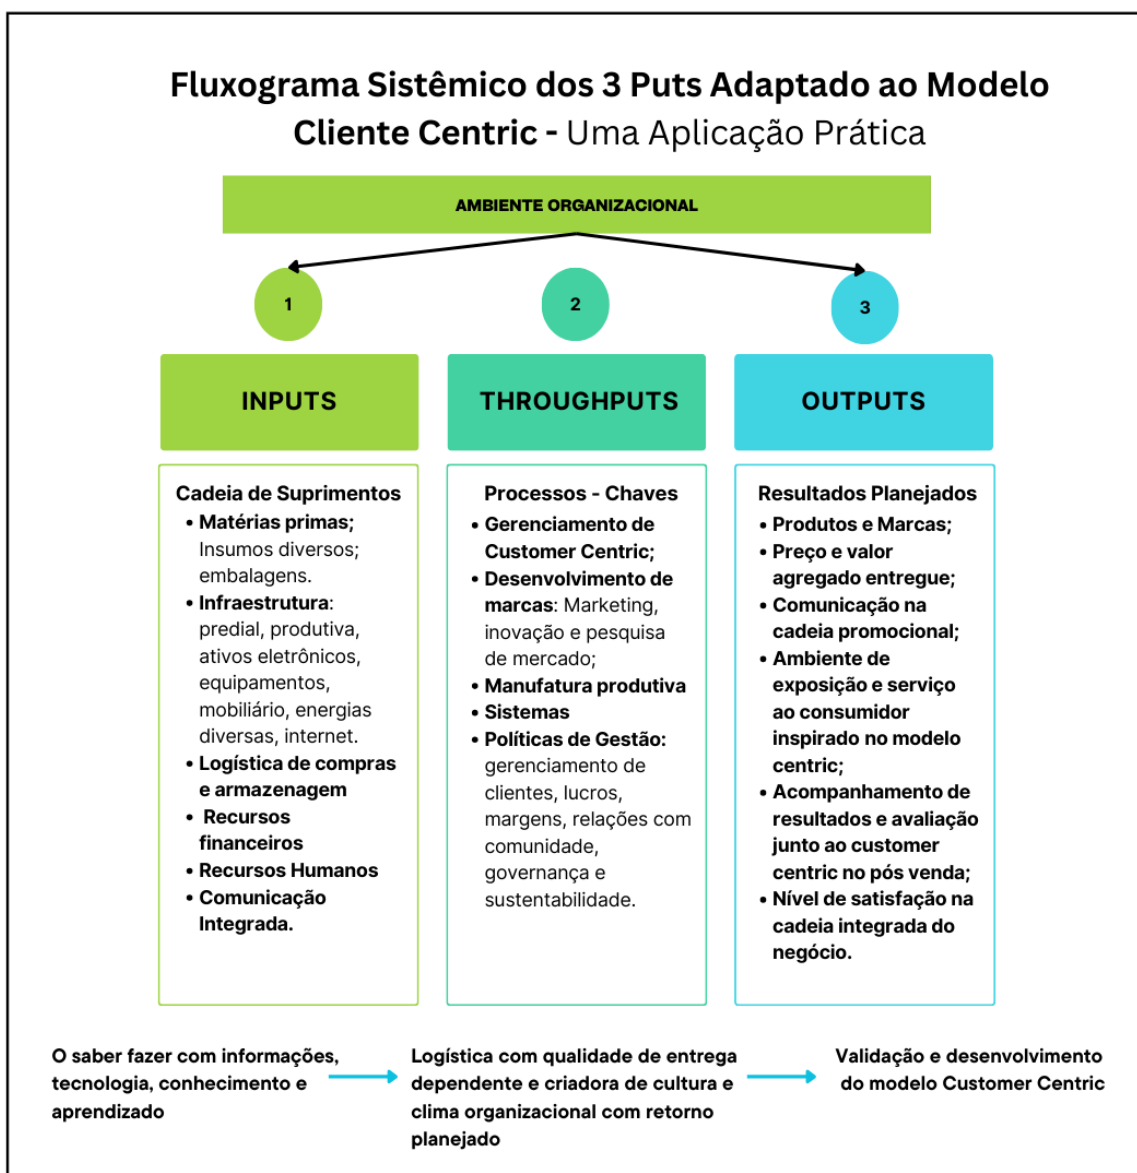 Fluxograma Sistêmico dos 3 Puts Adaptado ao Modelo
Cliente Centric - Uma Aplicação Prática
AMBIENTE ORGANIZACIONAL
1
2
3
INPUTS
THROUGHPUTS
OUTPUTS
Cadeia de Suprimentos
• Matérias primas;
Insumos diversos;
embalagens.
• Infraestrutura:
predial, produtiva,
ativos eletrônicos,
equipamentos,
mobiliário, energias
diversas, internet.
• Logística de compras
e armazenagem
• Recursos
financeiros
• Recursos Humanos
• Comunicação
Integrada.
Processos - Chaves
• Gerenciamento de
Customer Centric;
• Desenvolvimento de
marcas: Marketing,
inovação e pesquisa
de mercado;
• Manufatura produtiva
• Sistemas
• Políticas de Gestão:
gerenciamento de
clientes, lucros,
margens, relações com
comunidade,
governança e
sustentabilidade.
Resultados Planejados
• Produtos e Marcas;
• Preço e valor
agregado entregue;
• Comunicação na
cadeia promocional;
• Ambiente de
exposição e serviço
ao consumidor
inspirado no modelo
centric;
• Acompanhamento de
resultados e avaliação
junto ao customer
centric no pós venda;
• Nível de satisfação na
cadeia integrada do
negócio.
O saber fazer com informações,
tecnologia, conhecimento e
aprendizado
Logística com qualidade de entrega
dependente e criadora de cultura e
clima organizacional com retorno
planejado
Validação e desenvolvimento
do modelo Customer Centric